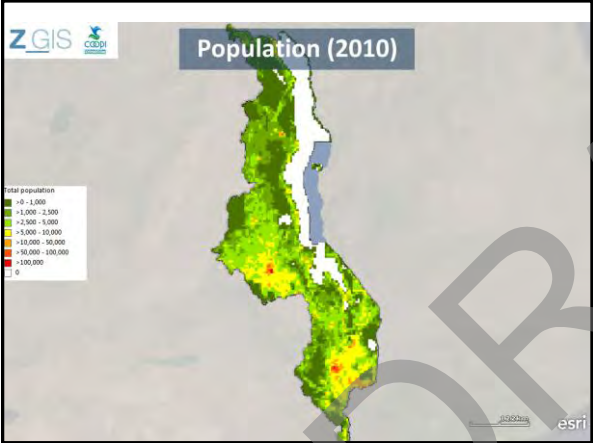 Z_GIS
coopi
Population (2010)
Total population
>0 - 1,000
>1,000 - 2,500
>2,500 - 5,000
>5,000 - 10,000
>10,000 - 50,000
>50,000 - 100,000
>100,000
0
esri